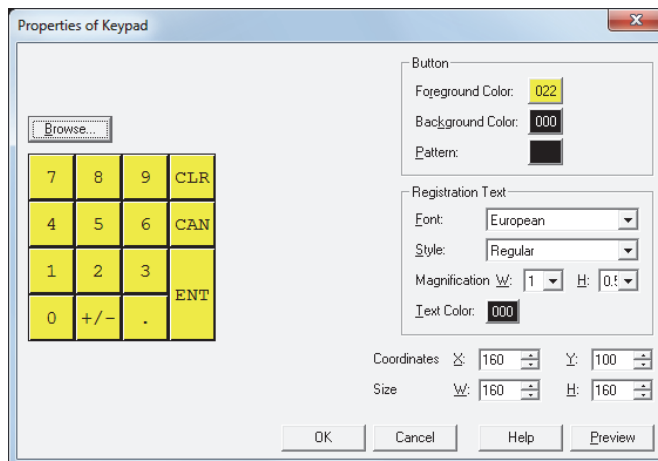 Properties of Keypad
Browse...
7 8 9 CLR
4 5 6 CAN
1 2 3
ENT
0 +/- .
Button
Foreground Color: 022
Background Color: 000
Pattern:
Registration Text
Font: European
Style: Regular
Magnification W: 1 H: 0.5
Text Color: 000
Coordinates X: 160 Y: 100
Size W: 160 H: 160
OK Cancel Help Preview